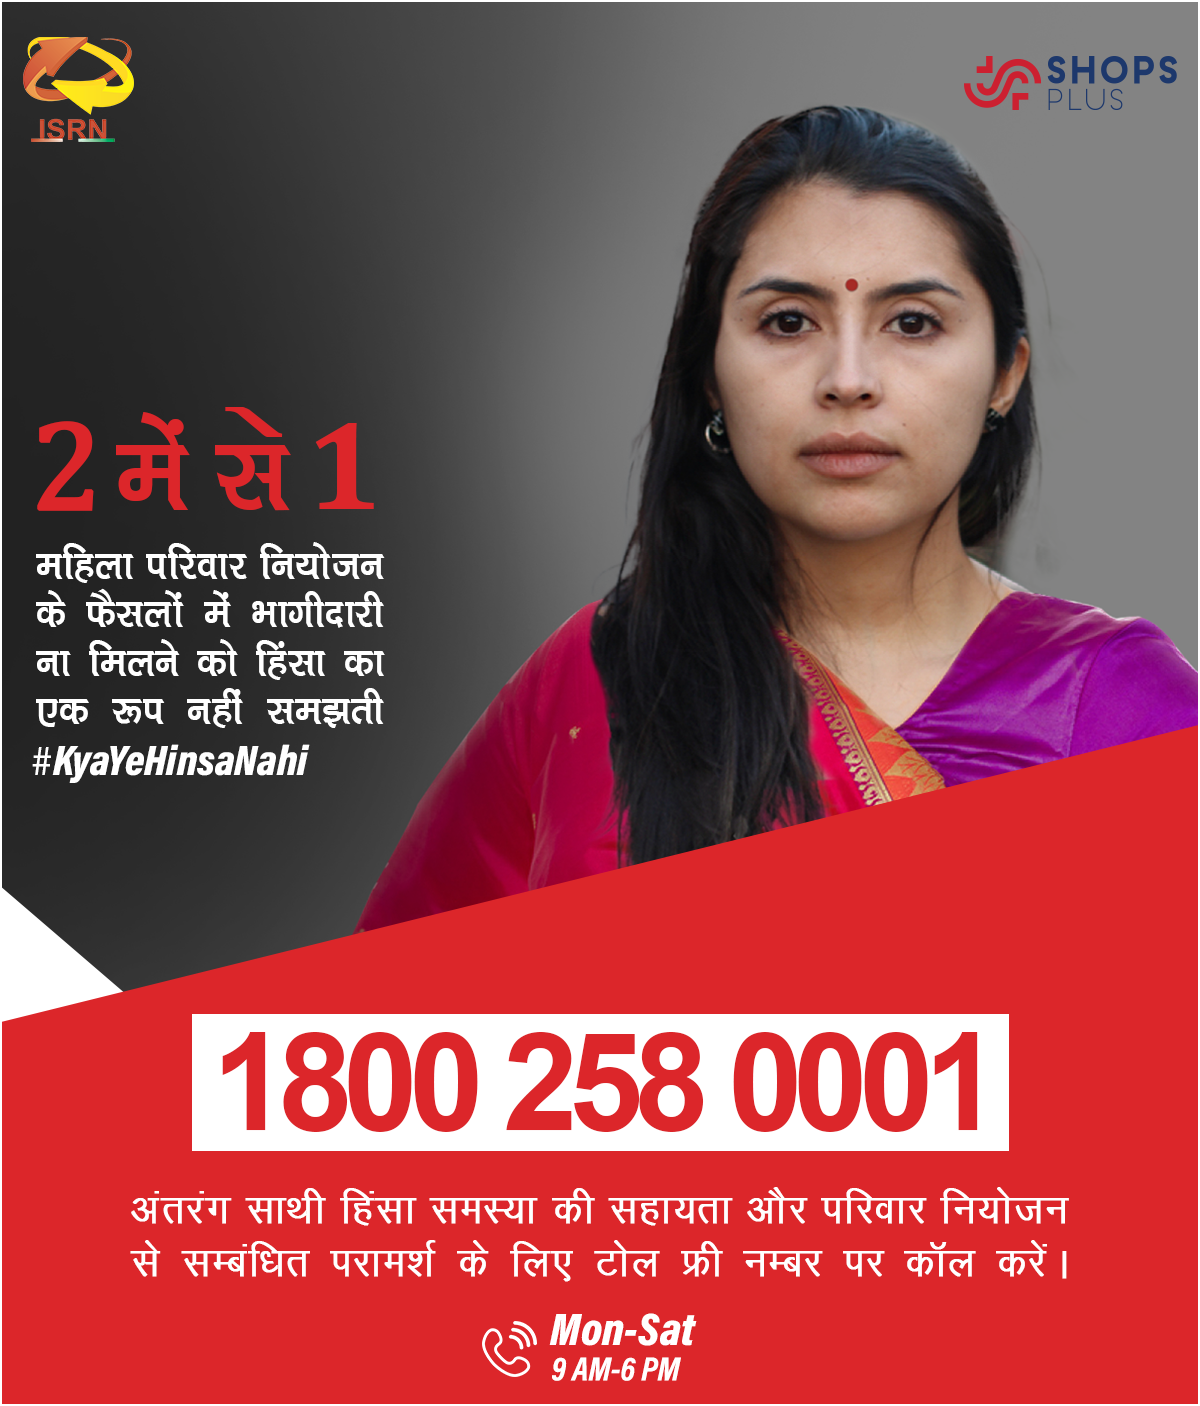 ISRN
SHOPS
PLUS
2 में से 1
महिला परिवार नियोजन
के फैसलों में भागीदारी
ना मिलने को हिंसा का
एक रूप नहीं समझती
#KyaYeHinsaNahi
1800 258 0001
अंतरंग साथी हिंसा समस्या की सहायता और परिवार नियोजन
से सम्बंधित परामर्श के लिए टोल फ्री नम्बर पर कॉल करें।
Mon-Sat
9 AM-6 PM